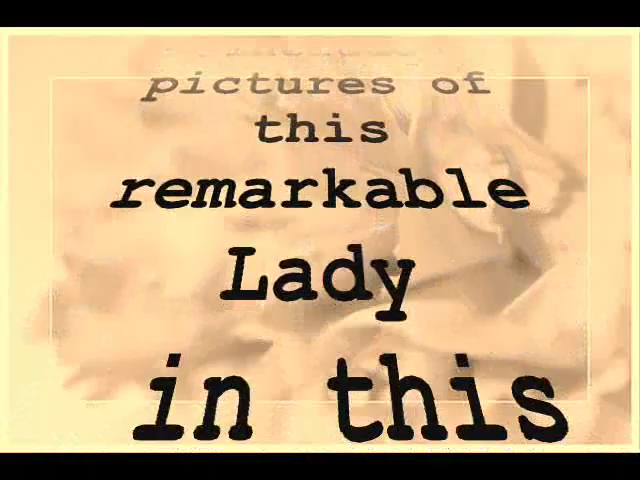 pictures of
this
remarkable
Lady
in this